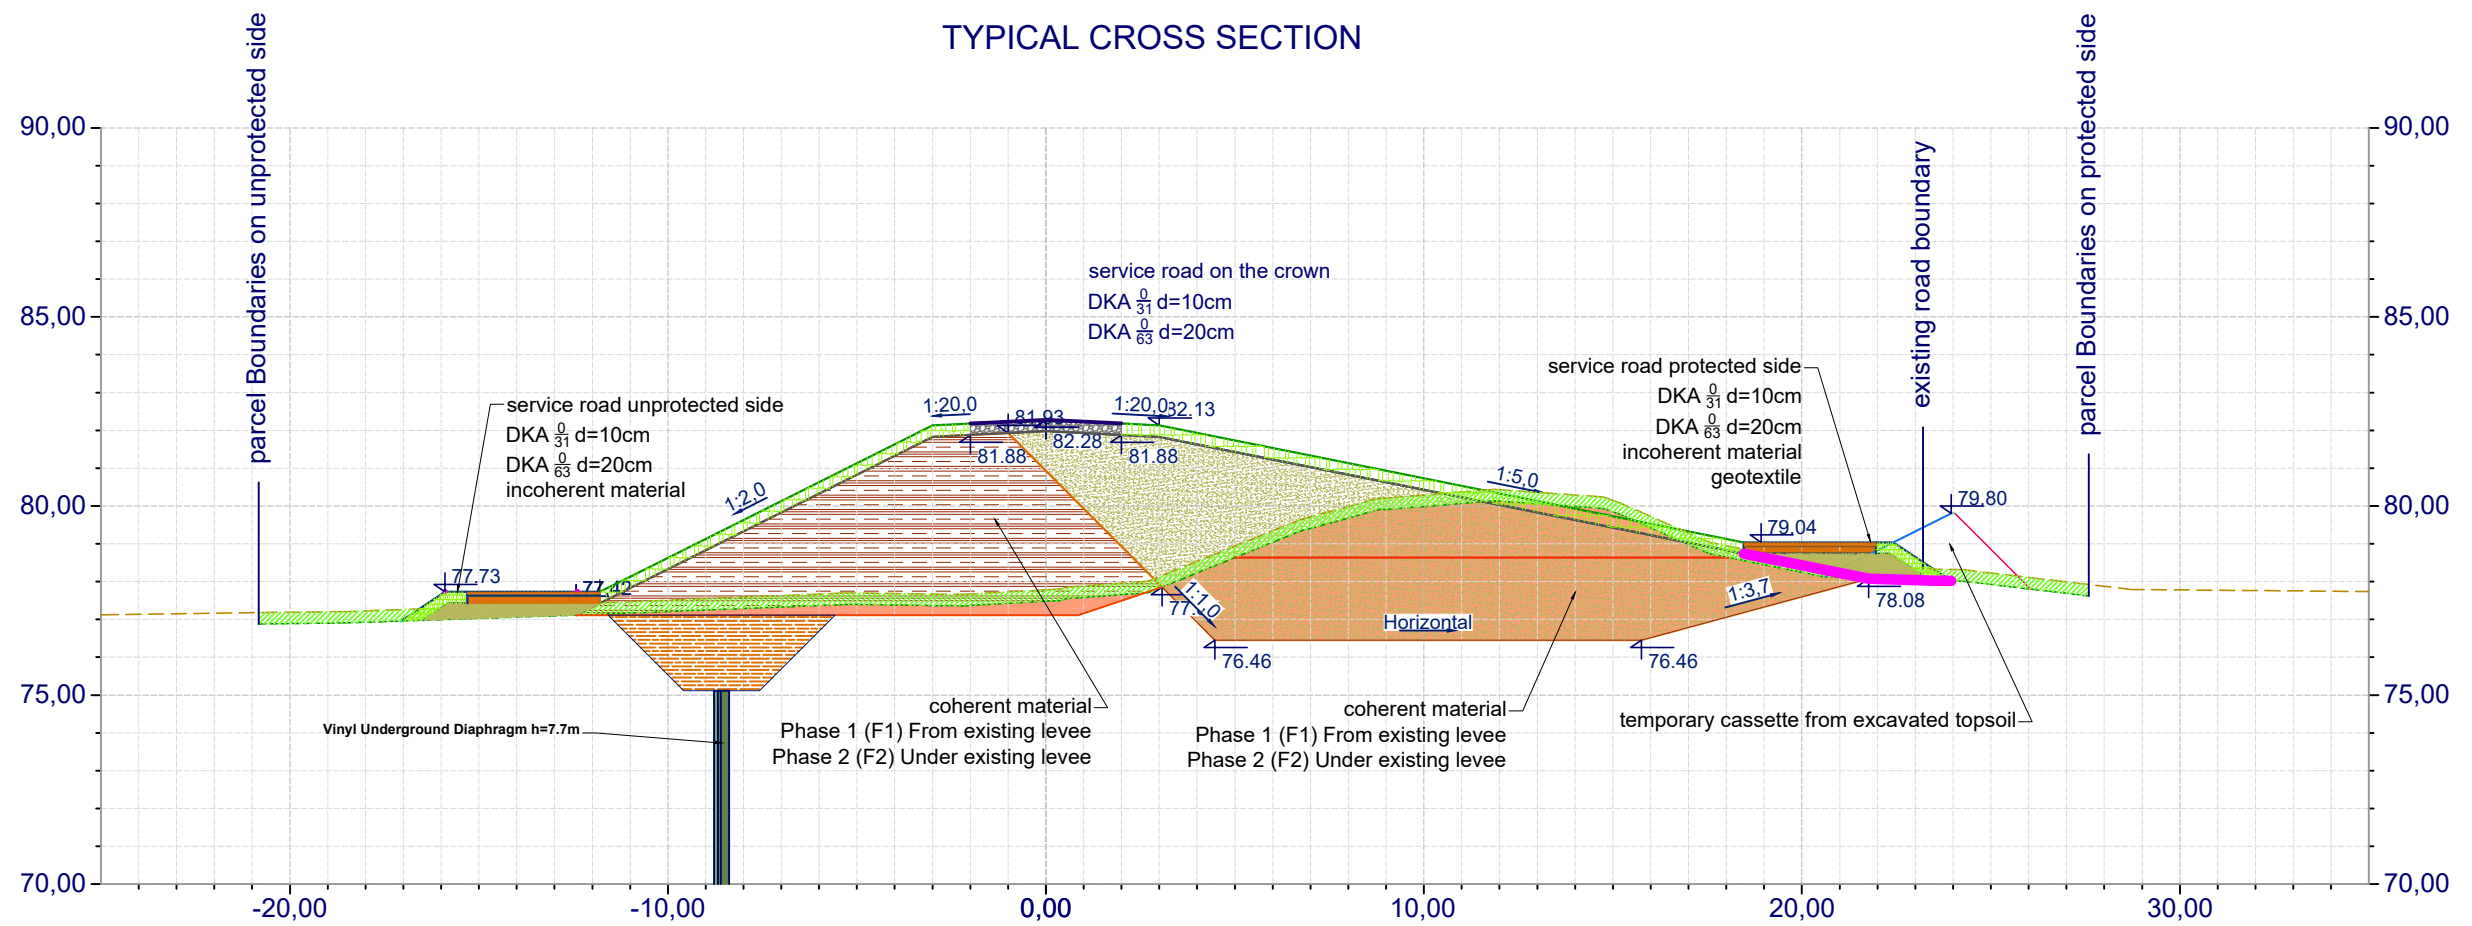 TYPICAL CROSS SECTION
parcel Boundaries on unprotected side
parcel Boundaries on protected side
existing road boundary
90,00
90,00
85,00
85,00
80,00
80,00
75,00
75,00
70,00
70,00
service road on the crown
DKA 0/31 d=10cm
DKA 0/63 d=20cm
service road unprotected side
DKA 0/31 d=10cm
DKA 0/63 d=20cm
incoherent material
service road protected side
DKA 0/31 d=10cm
DKA 0/63 d=20cm
incoherent material
geotextile
1:20,0
81.93
1:20,0
82.13
81.88
82.28
81.88
1:2,0
1:5,0
79.80
79.04
77.73
77.42
1:1,0
1:3,7
78.08
Horizontal
76.46
76.46
coherent material
Phase 1 (F1) From existing levee
Phase 2 (F2) Under existing levee
coherent material
Phase 1 (F1) From existing levee
Phase 2 (F2) Under existing levee
temporary cassette from excavated topsoil
Vinyl Underground Diaphragm h=7.7m
-20,00
-10,00
0,00
10,00
20,00
30,00